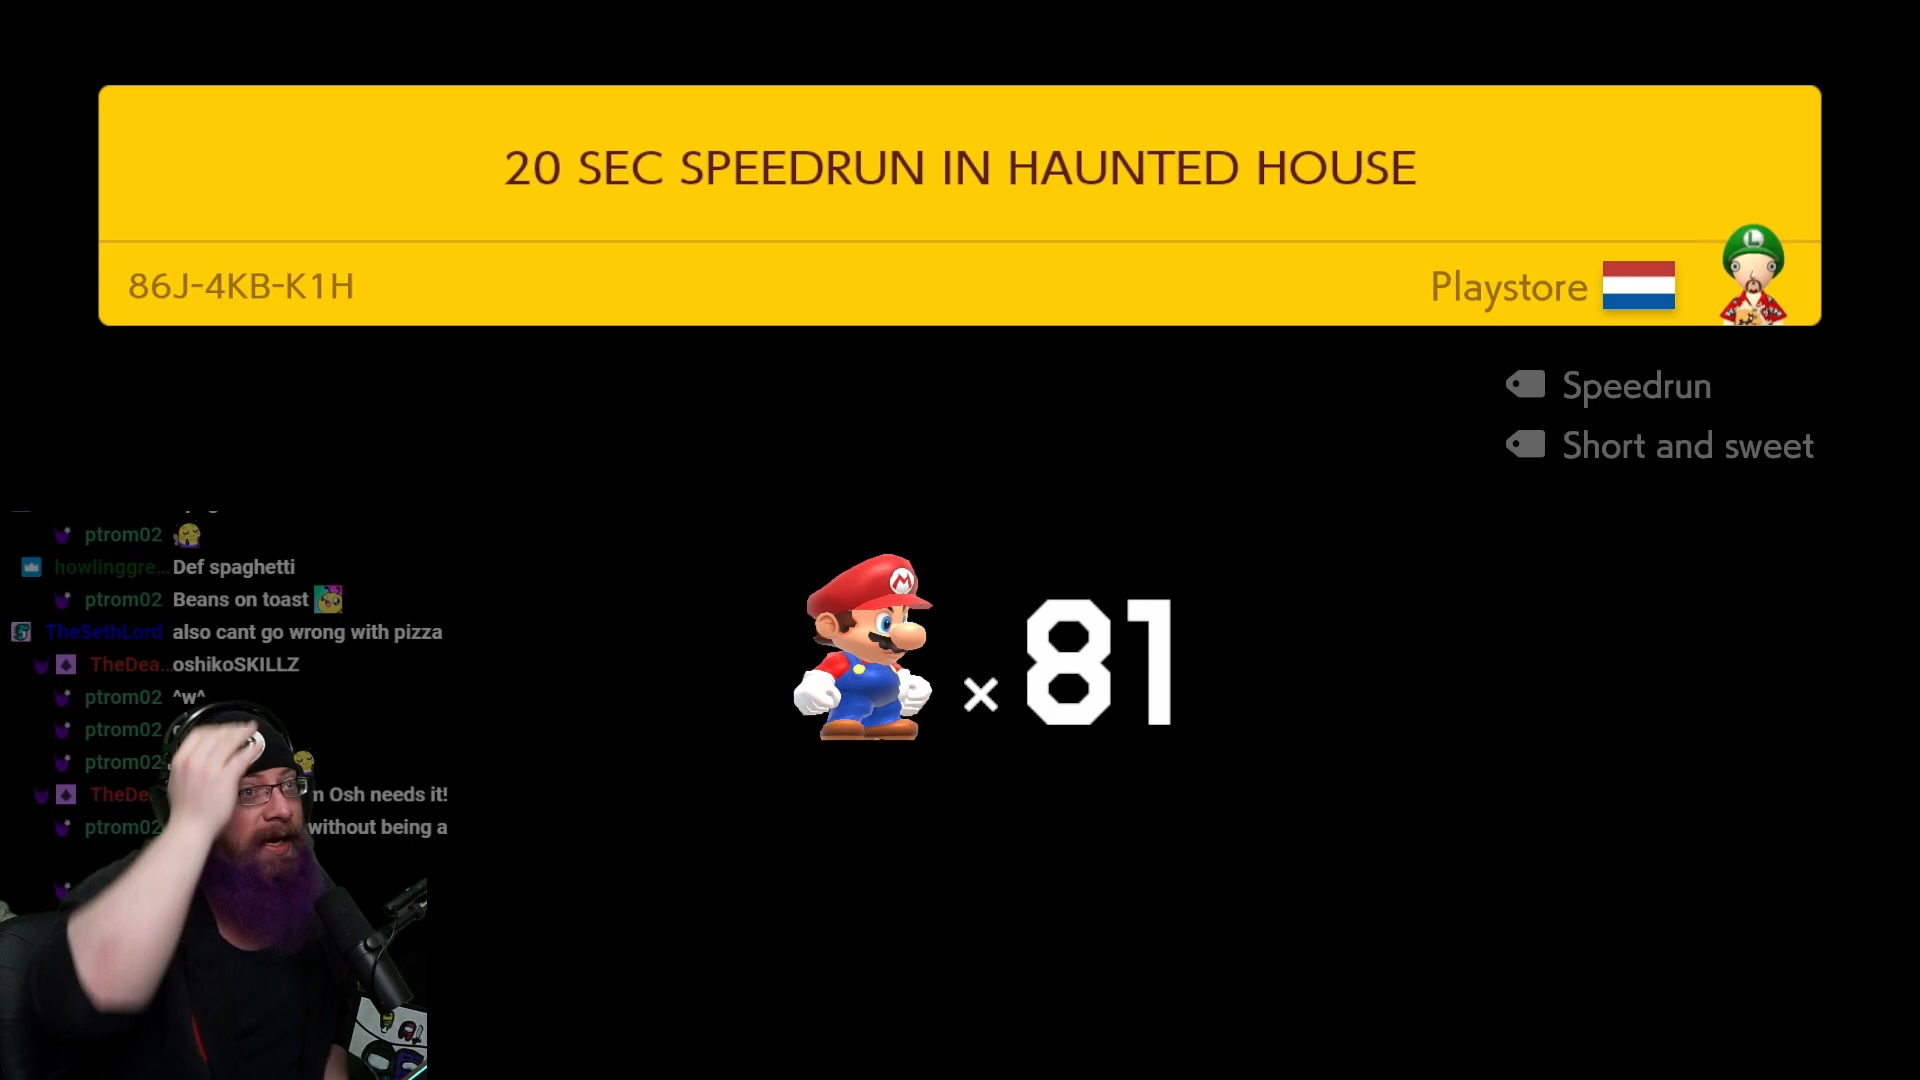 20 SEC SPEEDRUN IN HAUNTED HOUSE
86J-4KB-K1H
Playstore
Speedrun
Short and sweet
ptrom02
howlinggre... Def spaghetti
ptrom02 Beans on toast
TheSethLord also cant go wrong with pizza
TheDea... oshikoSKILLZ
ptrom02 ^w^
ptrom02
ptrom02
TheDe Osh needs it!
ptrom02 without being a
× 81